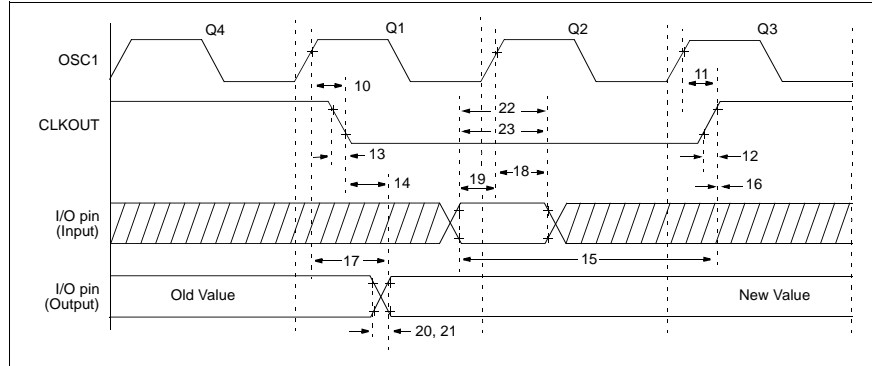 Q4 Q1 Q2 Q3
OSC1
10 11
CLKOUT
22
23
13 12
19 18
14 16
I/O pin
(Input)
17 15
I/O pin
(Output)
Old Value New Value
20, 21